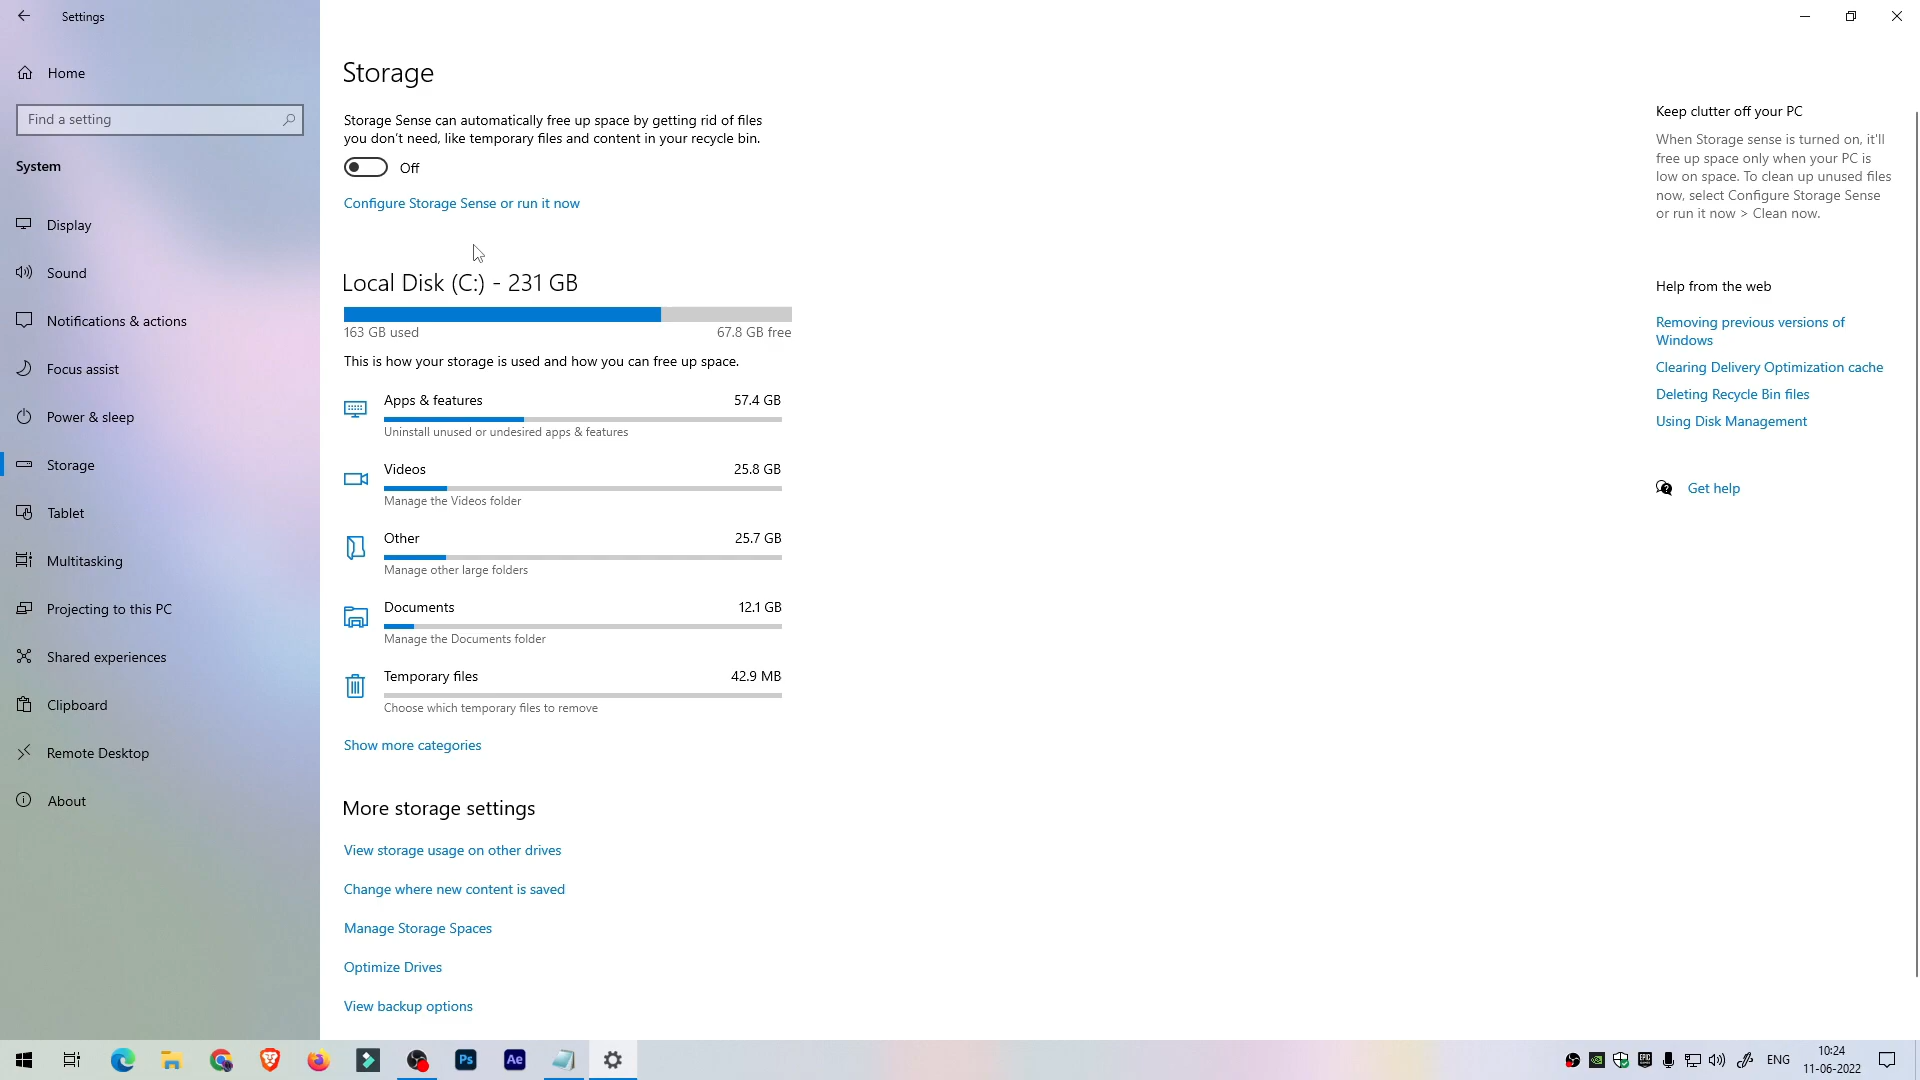 Settings
Home
Find a setting
System
Display
Sound
Notifications & actions
Focus assist
Power & sleep
Storage
Tablet
Multitasking
Projecting to this PC
Shared experiences
Clipboard
Remote Desktop
About
Storage
Storage Sense can automatically free up space by getting rid of files
you don't need, like temporary files and content in your recycle bin.
Off
Configure Storage Sense or run it now
Local Disk (C:) - 231 GB
163 GB used
67.8 GB free
This is how your storage is used and how you can free up space.
Apps & features
57.4 GB
Uninstall unused or undesired apps & features
Videos
25.8 GB
Manage the Videos folder
Other
25.7 GB
Manage other large folders
Documents
12.1 GB
Manage the Documents folder
Temporary files
42.9 MB
Choose which temporary files to remove
Show more categories
More storage settings
View storage usage on other drives
Change where new content is saved
Manage Storage Spaces
Optimize Drives
View backup options
Keep clutter off your PC
When Storage sense is turned on, it'll
free up space only when your PC is
low on space. To clean up unused files
now, select Configure Storage Sense
or run it now > Clean now.
Help from the web
Removing previous versions of
Windows
Clearing Delivery Optimization cache
Deleting Recycle Bin files
Using Disk Management
Get help
Ps
Ae
EPIC
ENG
10:24
11-06-2022